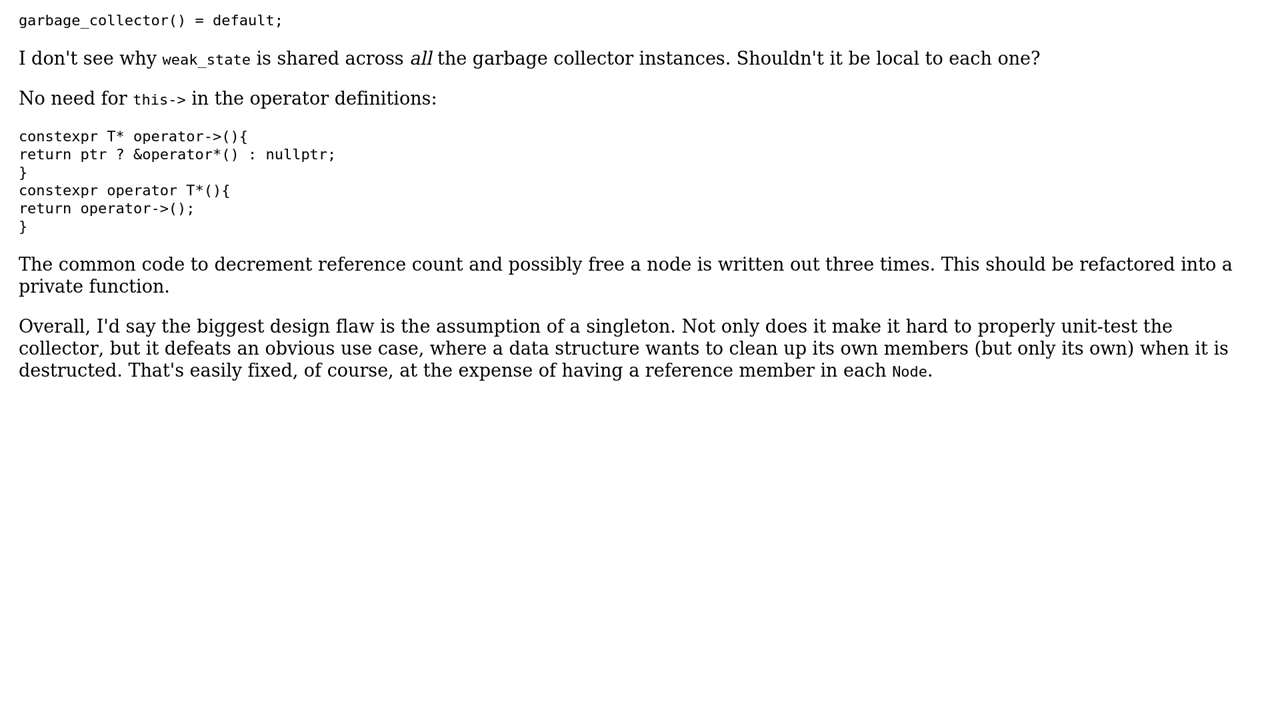 garbage_collector() = default;
I don't see why weak_state is shared across all the garbage collector instances. Shouldn't it be local to each one?
No need for this-> in the operator definitions:
constexpr T* operator->(){
return ptr ? &operator*() : nullptr;
}
constexpr operator T*(){
return operator->();
}
The common code to decrement reference count and possibly free a node is written out three times. This should be refactored into a
private function.
Overall, I'd say the biggest design flaw is the assumption of a singleton. Not only does it make it hard to properly unit-test the
collector, but it defeats an obvious use case, where a data structure wants to clean up its own members (but only its own) when it is
destructed. That's easily fixed, of course, at the expense of having a reference member in each Node.